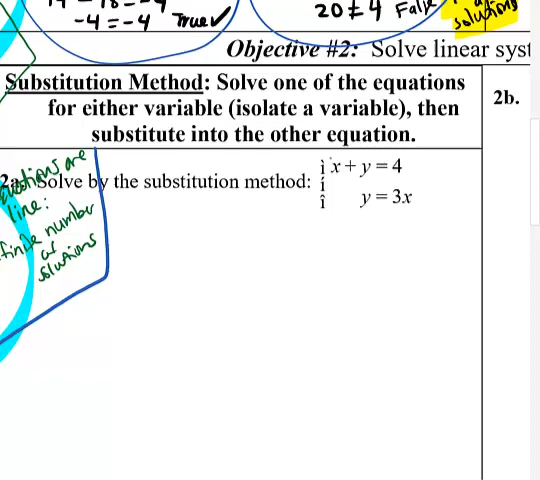 -4 = -4 True ✓
20 ≠ 4 False
solutions
Objective #2: Solve linear syst
Substitution Method: Solve one of the equations
for either variable (isolate a variable), then
substitute into the other equation.
2b.
are
line:
number
of
solutions
Solve by the substitution method:
x + y = 4
y = 3x